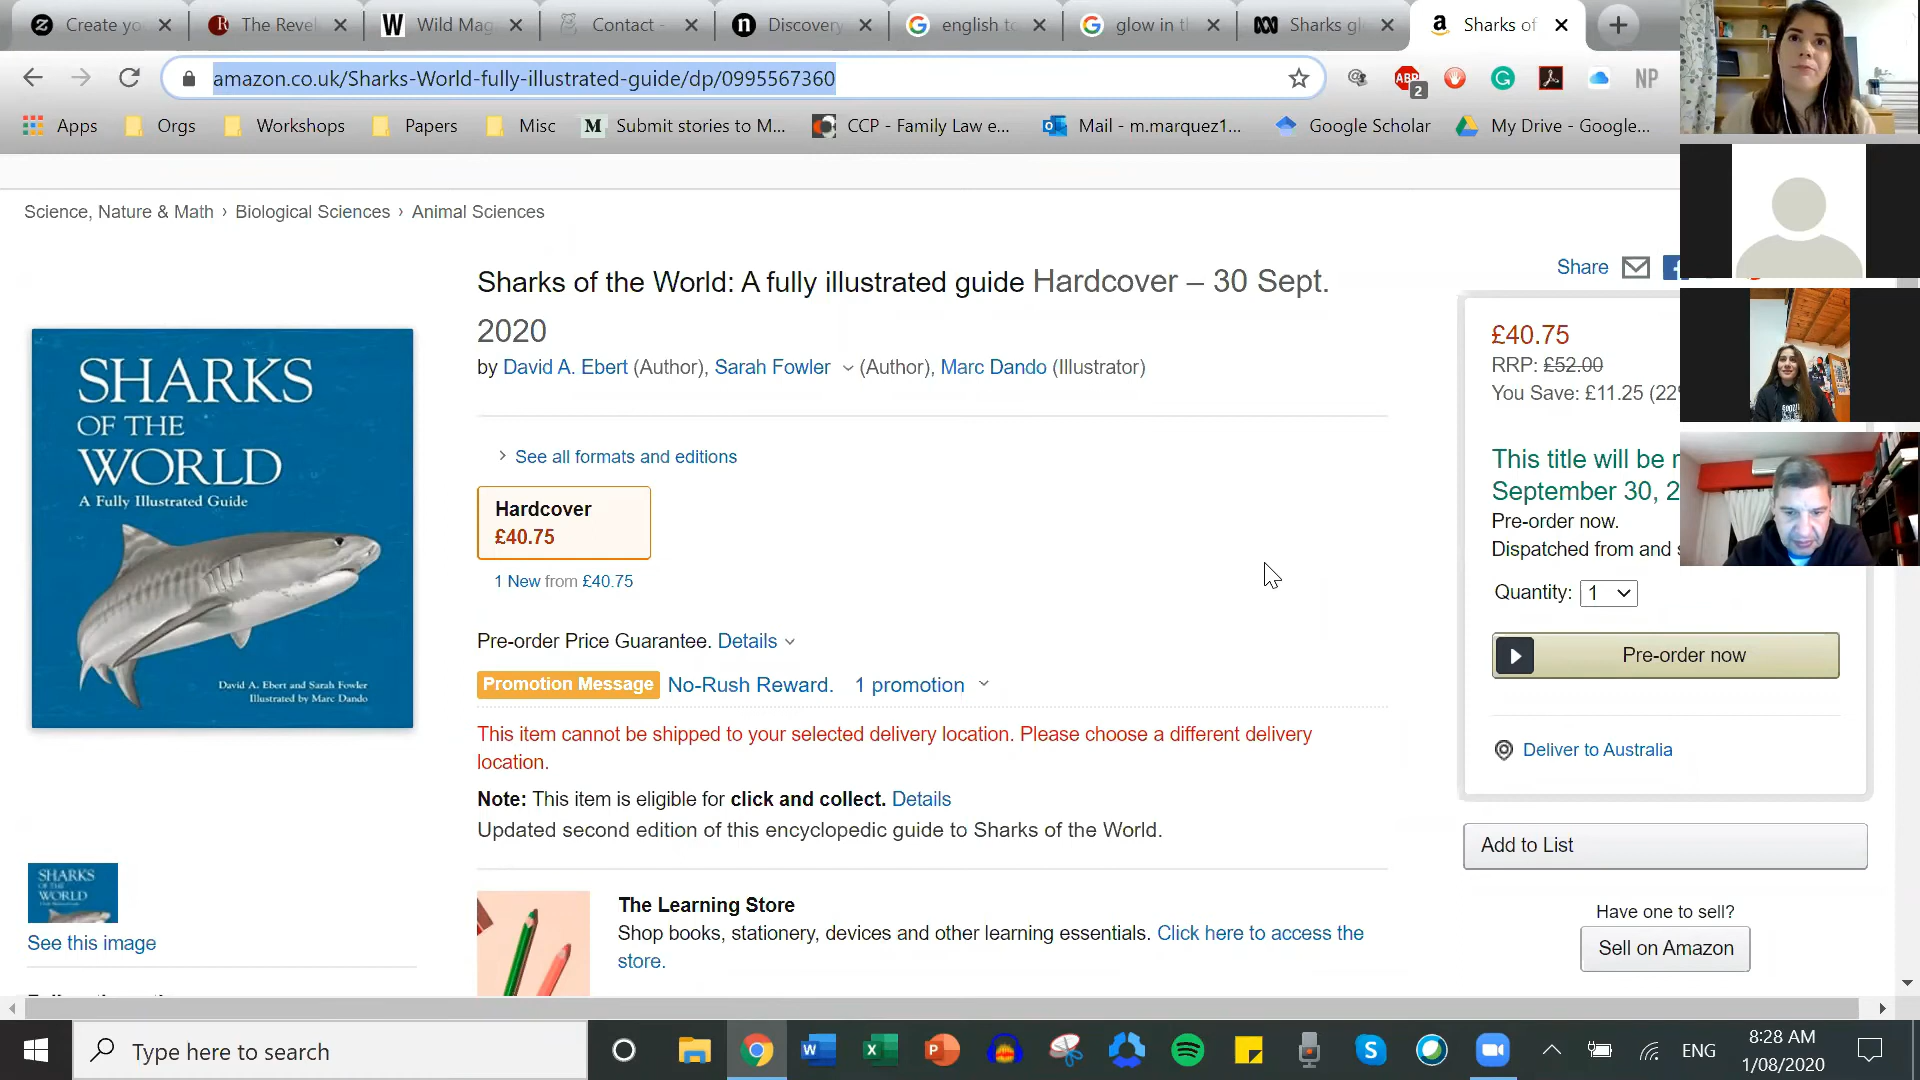 Create yo
The Revel
Wild Mag
Contact -
Discovery
english to
glow in th
Sharks gl
Sharks of
amazon.co.uk/Sharks-World-fully-illustrated-guide/dp/0995567360
ABP
2
NP
Apps
Orgs
Workshops
Papers
Misc
Submit stories to M...
CCP - Family Law e...
Mail - m.marquez1...
Google Scholar
My Drive - Google...
Science, Nature & Math › Biological Sciences › Animal Sciences
Share
Sharks of the World: A fully illustrated guide Hardcover – 30 Sept.
2020
by David A. Ebert (Author), Sarah Fowler (Author), Marc Dando (Illustrator)
SHARKS
OF THE
WORLD
A Fully Illustrated Guide
David A. Ebert and Sarah Fowler
Illustrated by Marc Dando
See all formats and editions
Hardcover
£40.75
1 New from £40.75
Pre-order Price Guarantee. Details
Promotion Message No-Rush Reward. 1 promotion
This item cannot be shipped to your selected delivery location. Please choose a different delivery
location.
Note: This item is eligible for click and collect. Details
Updated second edition of this encyclopedic guide to Sharks of the World.
The Learning Store
Shop books, stationery, devices and other learning essentials. Click here to access the
store.
SHARKS
OF THE
WORLD
See this image
£40.75
RRP: £52.00
You Save: £11.25 (22
This title will be r
September 30, 2
Pre-order now.
Dispatched from and s
Quantity: 1
Pre-order now
Deliver to Australia
Add to List
Have one to sell?
Sell on Amazon
Type here to search
ENG
8:28 AM
1/08/2020